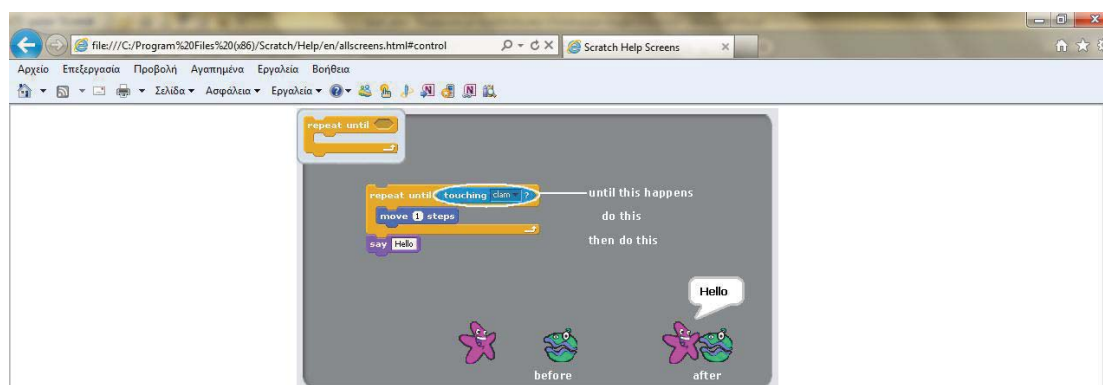 file:///C:/Program%20Files%20(x86)/Scratch/Help/en/allscreens.html#control
Scratch Help Screens
Αρχείο Επεξεργασία Προβολή Αγαπημένα Εργαλεία Βοήθεια
Σελίδα Ασφάλεια Εργαλεία
repeat until
repeat until touching clam ?
until this happens
move 1 steps
do this
say Hello
then do this
Hello
before
after